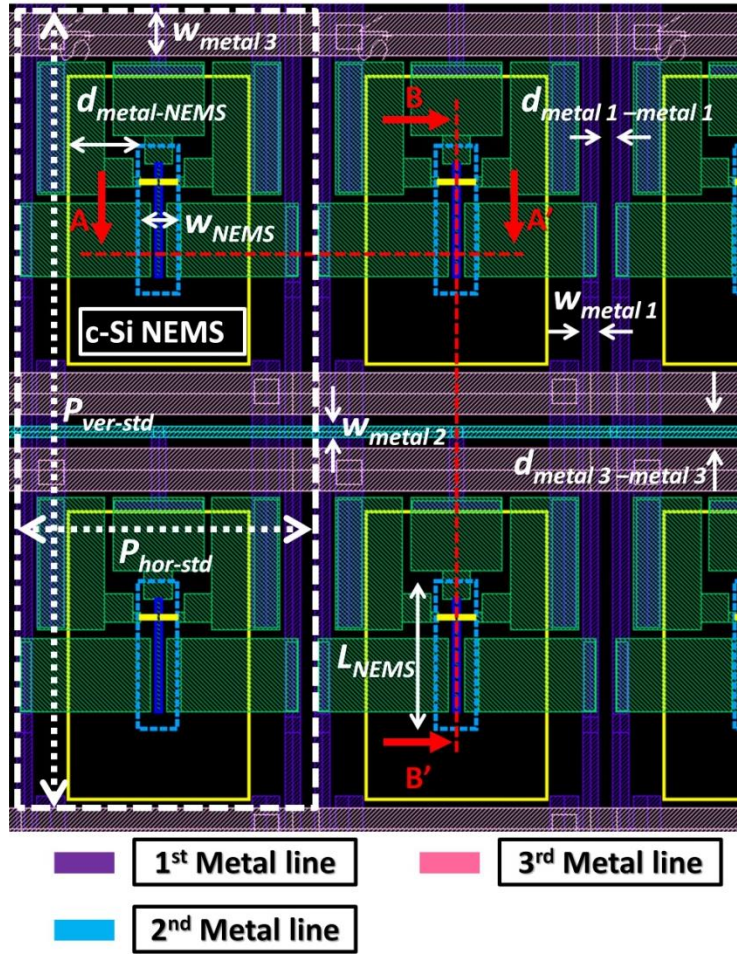 w metal 3
d metal-NEMS
B
d metal 1 – metal 1
A
w NEMS
A'
c-Si NEMS
w metal 1
P ver-std
w metal 2
d metal 3 – metal 3
P hor-std
L NEMS
B'
1st Metal line
3rd Metal line
2nd Metal line